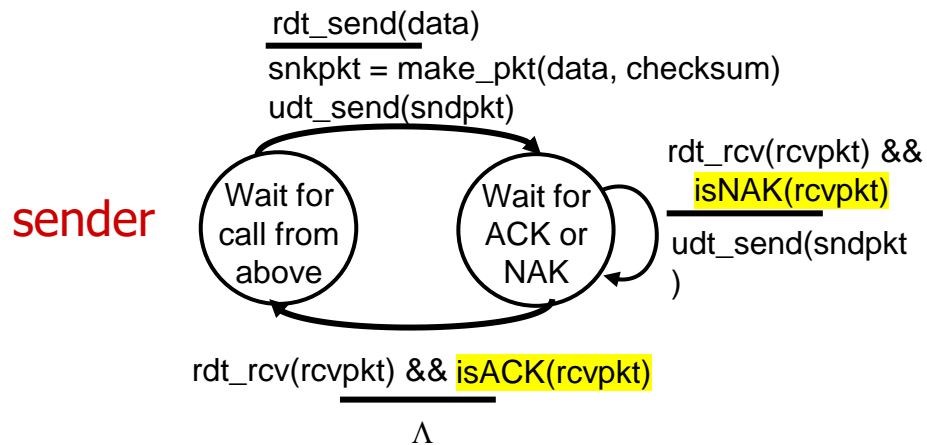 rdt_send(data)
snkpkt = make_pkt(data, checksum)
udt_send(sndpkt)
sender
Wait for
call from
above
Wait for
ACK or
NAK
rdt_rcv(rcvpkt) &&
isNAK(rcvpkt)
udt_send(sndpkt
)
rdt_rcv(rcvpkt) && isACK(rcvpkt)
Λ